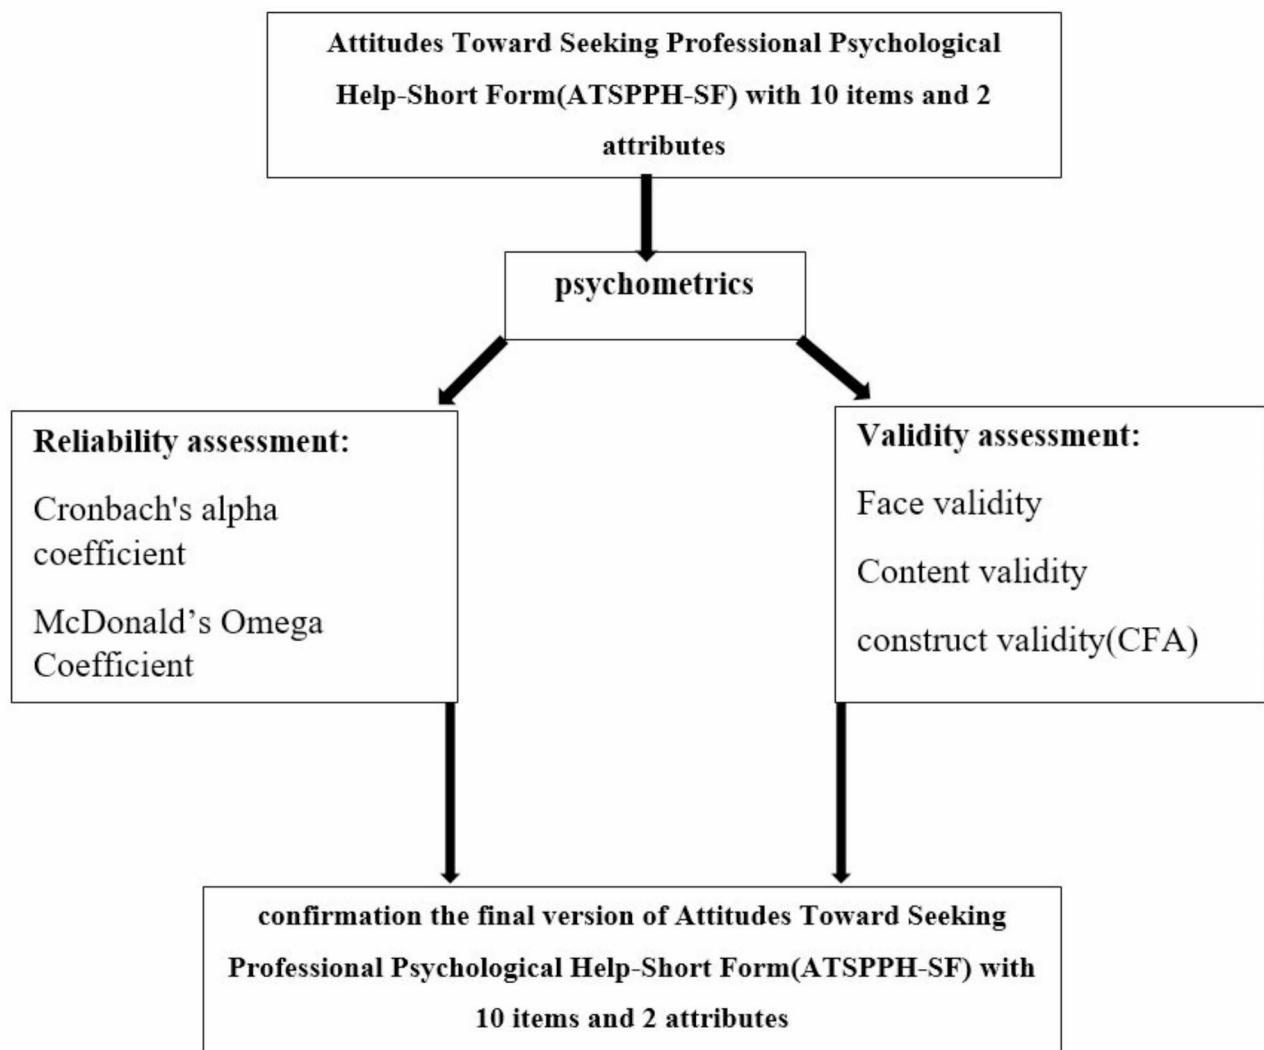 Attitudes Toward Seeking Professional Psychological
Help-Short Form(ATSPPH-SF) with 10 items and 2
attributes
psychometrics
Reliability assessment:
Cronbach's alpha
coefficient
McDonald’s Omega
Coefficient
Validity assessment:
Face validity
Content validity
construct validity(CFA)
confirmation the final version of Attitudes Toward Seeking
Professional Psychological Help-Short Form(ATSPPH-SF) with
10 items and 2 attributes